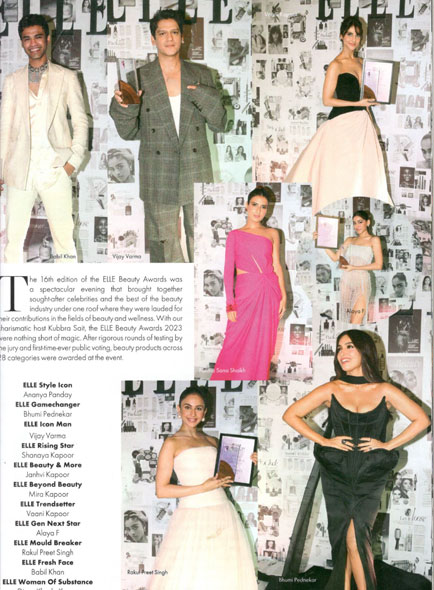 ELLE
ELLE
ELLE
Babil Khan
Vijay Varma
Alaya F
Sana Shaikh
The 16th edition of the ELLE Beauty Awards was
a spectacular evening that brought together
sought-after celebrities and the best of the beauty
industry under one roof where they were lauded for
their contributions in the fields of beauty and wellness. With our
charismatic host Kubbra Sait, the ELLE Beauty Awards 2023
were nothing short of magic. After rigorous rounds of testing by
the jury and first-time-ever public voting, beauty products across
28 categories were awarded at the event.
ELLE Style Icon
Ananya Panday
ELLE Gamechanger
Bhumi Pednekar
ELLE Icon Man
Vijay Varma
ELLE Rising Star
Shanaya Kapoor
ELLE Beauty & More
Janhvi Kapoor
ELLE Beyond Beauty
Mira Kapoor
ELLE Trendsetter
Vaani Kapoor
ELLE Gen Next Star
Alaya F
ELLE Mould Breaker
Rakul Preet Singh
ELLE Fresh Face
Babil Khan
ELLE Woman Of Substance
Rakul Preet Singh
Bhumi Pednekar